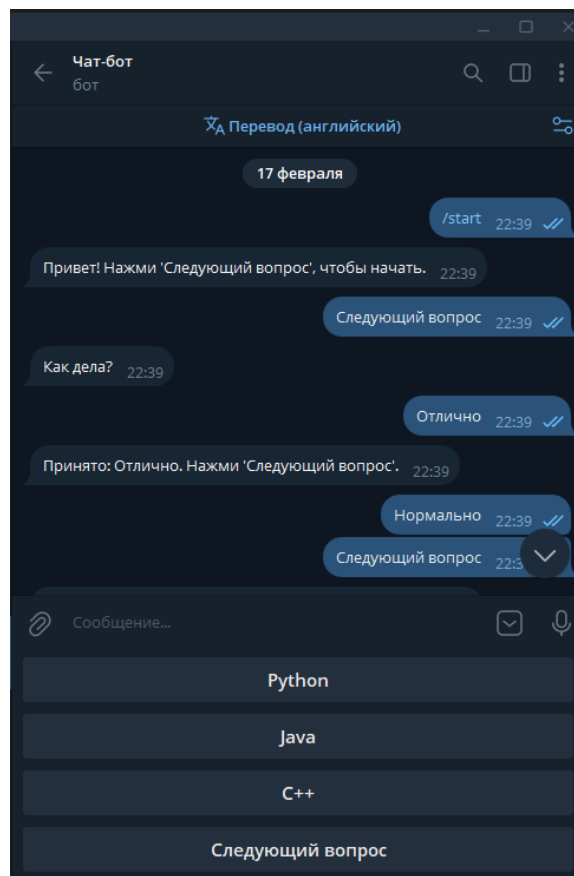 Чат-бот
бот
Перевод (английский)
17 февраля
/start 22:39
Привет! Нажми 'Следующий вопрос', чтобы начать. 22:39
Следующий вопрос 22:39
Как дела? 22:39
Отлично 22:39
Принято: Отлично. Нажми 'Следующий вопрос'. 22:39
Нормально 22:39
Следующий вопрос
Сообщение...
Python
Java
C++
Следующий вопрос